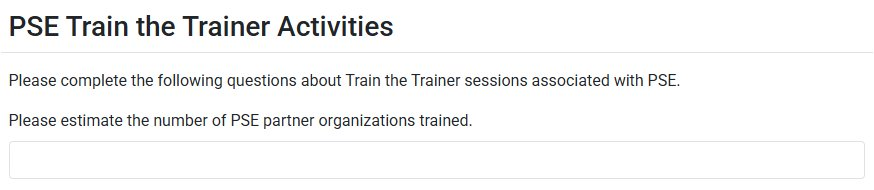 PSE Train the Trainer Activities
Please complete the following questions about Train the Trainer sessions associated with PSE.
Please estimate the number of PSE partner organizations trained.